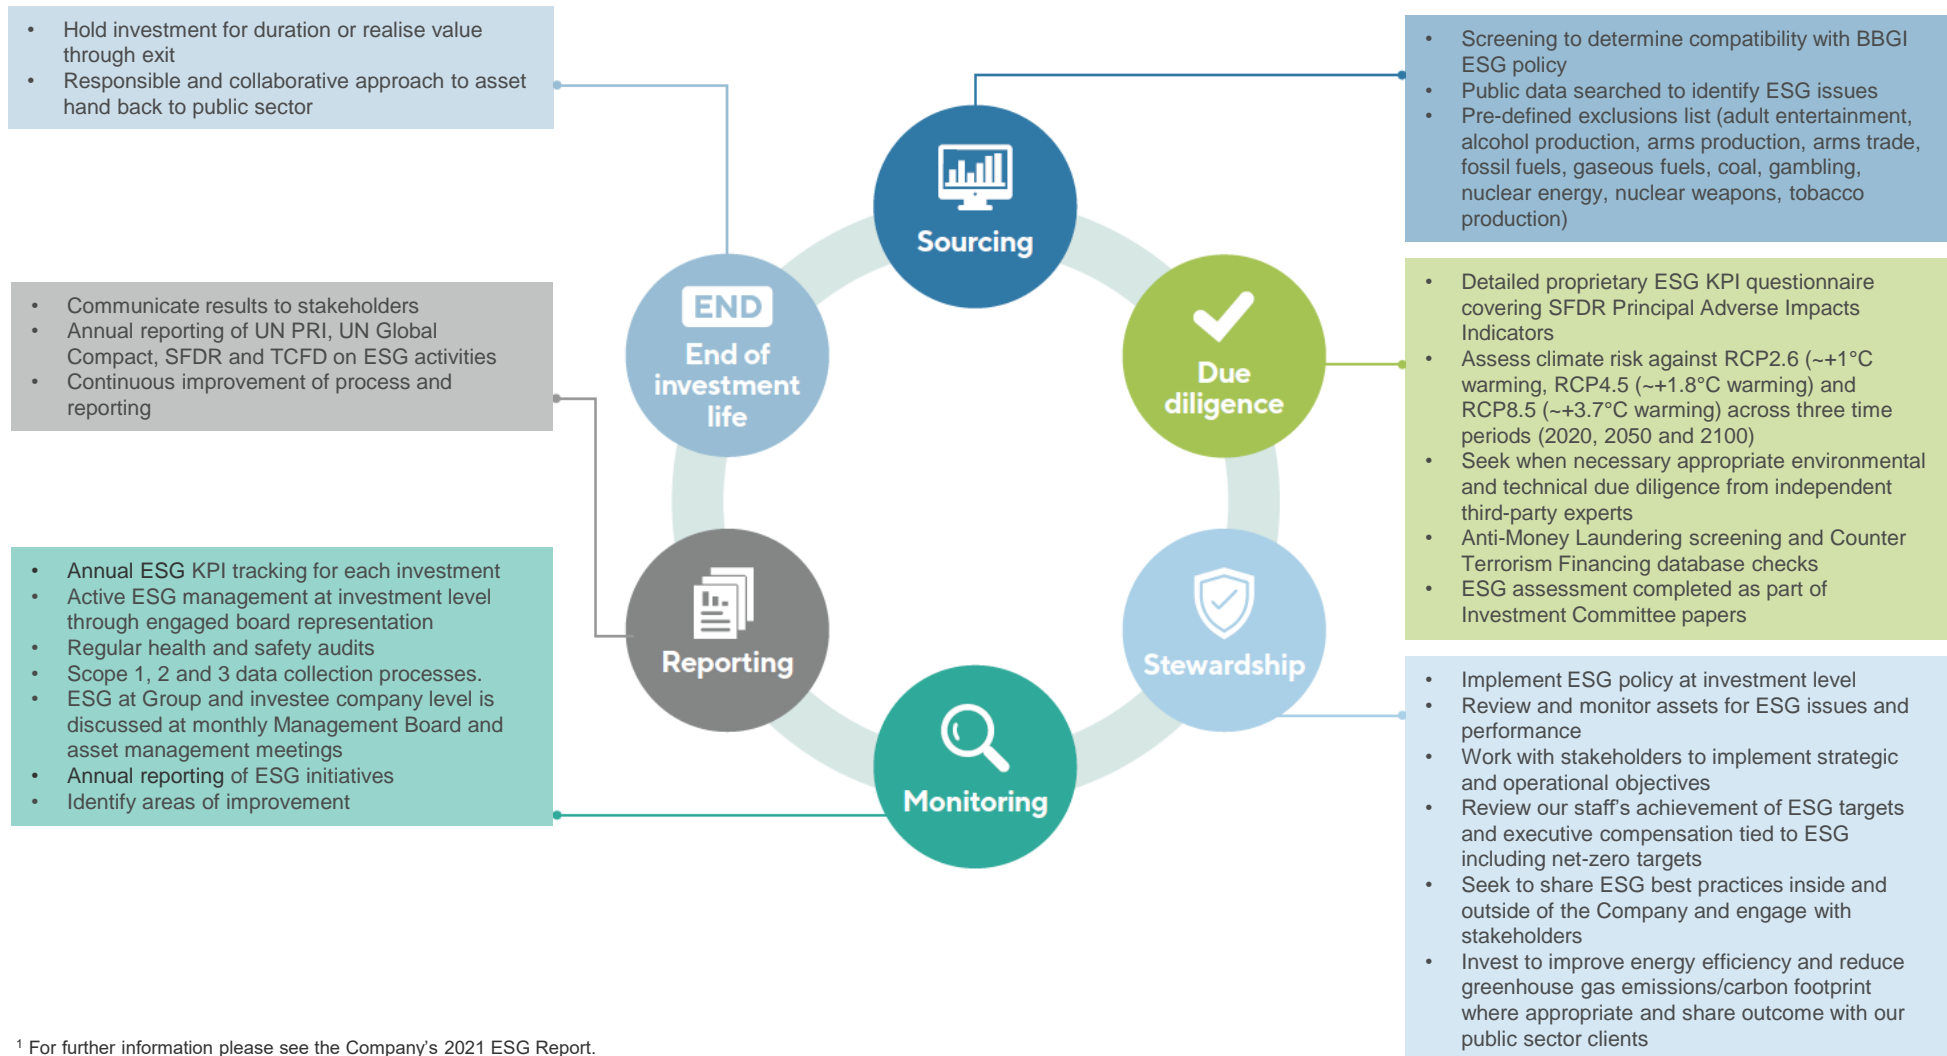 • Hold investment for duration or realise value
through exit
• Responsible and collaborative approach to asset
hand back to public sector
• Communicate results to stakeholders
• Annual reporting of UN PRI, UN Global
Compact, SFDR and TCFD on ESG activities
• Continuous improvement of process and
reporting
• Annual ESG KPI tracking for each investment
• Active ESG management at investment level
through engaged board representation
• Regular health and safety audits
• Scope 1, 2 and 3 data collection processes.
• ESG at Group and investee company level is
discussed at monthly Management Board and
asset management meetings
• Annual reporting of ESG initiatives
• Identify areas of improvement
Sourcing
END
End of
investment
life
Due
diligence
Reporting
Stewardship
Monitoring
• Screening to determine compatibility with BBGI
ESG policy
• Public data searched to identify ESG issues
• Pre-defined exclusions list (adult entertainment,
alcohol production, arms production, arms trade,
fossil fuels, gaseous fuels, coal, gambling,
nuclear energy, nuclear weapons, tobacco
production)
• Detailed proprietary ESG KPI questionnaire
covering SFDR Principal Adverse Impacts
Indicators
• Assess climate risk against RCP2.6 (~+1°C
warming, RCP4.5 (~+1.8°C warming) and
RCP8.5 (~+3.7°C warming) across three time
periods (2020, 2050 and 2100)
• Seek when necessary appropriate environmental
and technical due diligence from independent
third-party experts
• Anti-Money Laundering screening and Counter
Terrorism Financing database checks
• ESG assessment completed as part of
Investment Committee papers
• Implement ESG policy at investment level
• Review and monitor assets for ESG issues and
performance
• Work with stakeholders to implement strategic
and operational objectives
• Review our staff's achievement of ESG targets
and executive compensation tied to ESG
including net-zero targets
• Seek to share ESG best practices inside and
outside of the Company and engage with
stakeholders
• Invest to improve energy efficiency and reduce
greenhouse gas emissions/carbon footprint
where appropriate and share outcome with our
public sector clients
¹ For further information please see the Company's 2021 ESG Report.